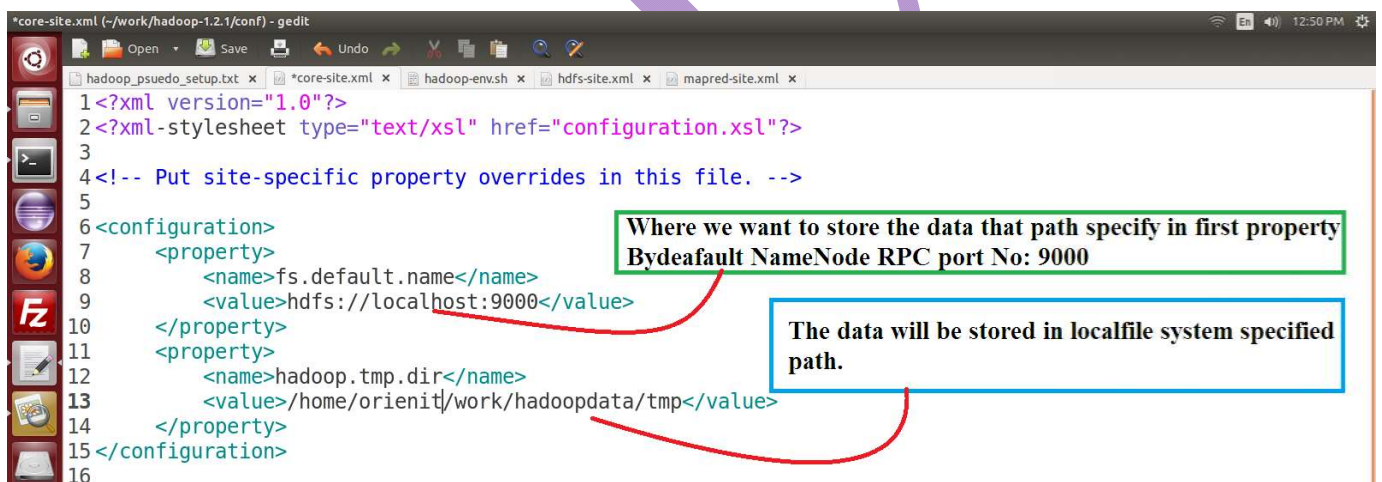 *core-site.xml (~/work/hadoop-1.2.1/conf) - gedit
En 12:50 PM
Open Save Undo
hadoop_psuedo_setup.txt x *core-site.xml x hadoop-env.sh x hdfs-site.xml x mapred-site.xml x
1 <?xml version="1.0"?>
2 <?xml-stylesheet type="text/xsl" href="configuration.xsl"?>
3
4 <!-- Put site-specific property overrides in this file. -->
5
6 <configuration>
7 <property>
8 <name>fs.default.name</name>
9 <value>hdfs://localhost:9000</value>
10 </property>
11 <property>
12 <name>hadoop.tmp.dir</name>
13 <value>/home/orienit/work/hadoopdata/tmp</value>
14 </property>
15 </configuration>
16
Where we want to store the data that path specify in first property
Bydeafault NameNode RPC port No: 9000
The data will be stored in localfile system specified
path.